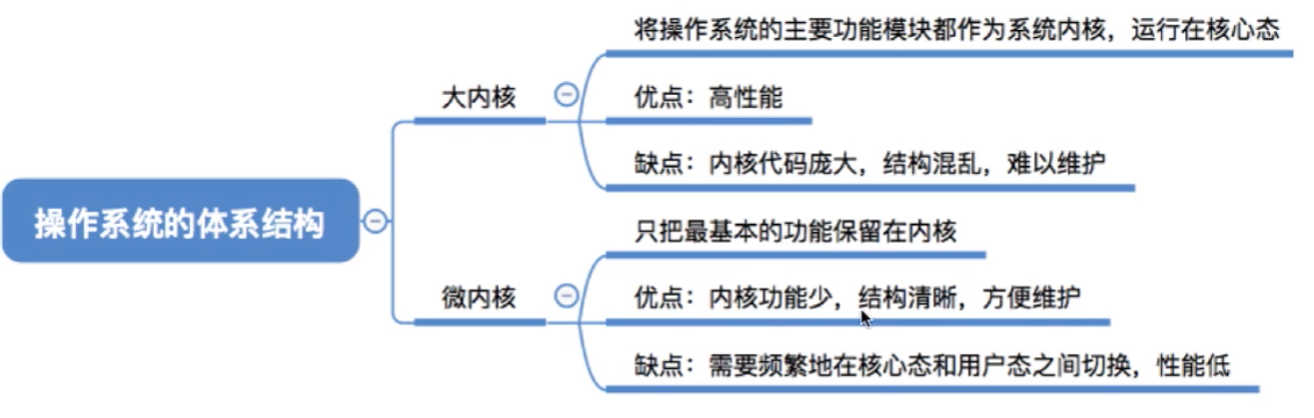 操作系统的体系结构
大内核
将操作系统的主要功能模块都作为系统内核，运行在核心态
优点：高性能
缺点：内核代码庞大，结构混乱，难以维护
微内核
只把最基本的功能保留在内核
优点：内核功能少，结构清晰，方便维护
缺点：需要频繁地在核心态和用户态之间切换，性能低